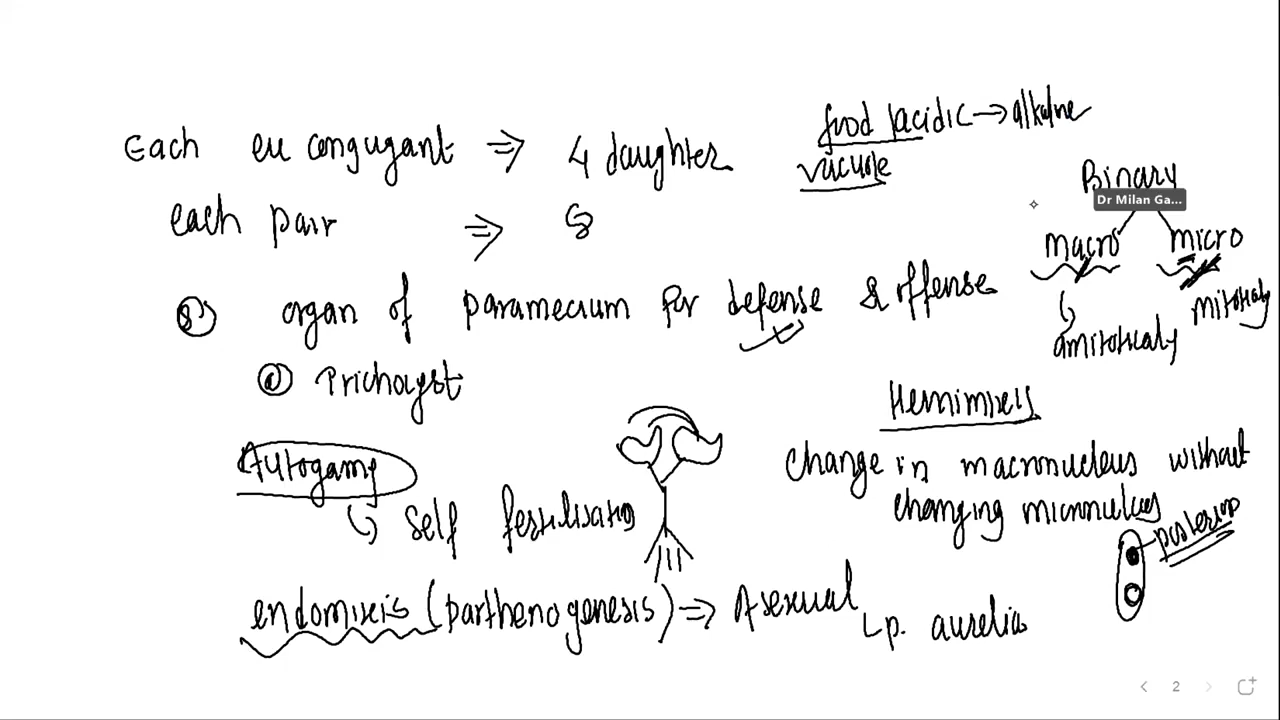 Each eu congugant ⇒ 4 daughter
each pair ⇒ 8
food acidic → alkaline
vacuole
Binary
Dr Milan Ga...
macro micro
amitotically mitotically
⑧ organ of paramecium for defense & offense
ⓐ Trichocyst
Autogamy
↳ self fertilisation
Hemimixis
change in macronucleus without
changing micronucleus
posterior
endomixis (parthenogenesis) ⇒ Asexual
↳ p. aurelia
2